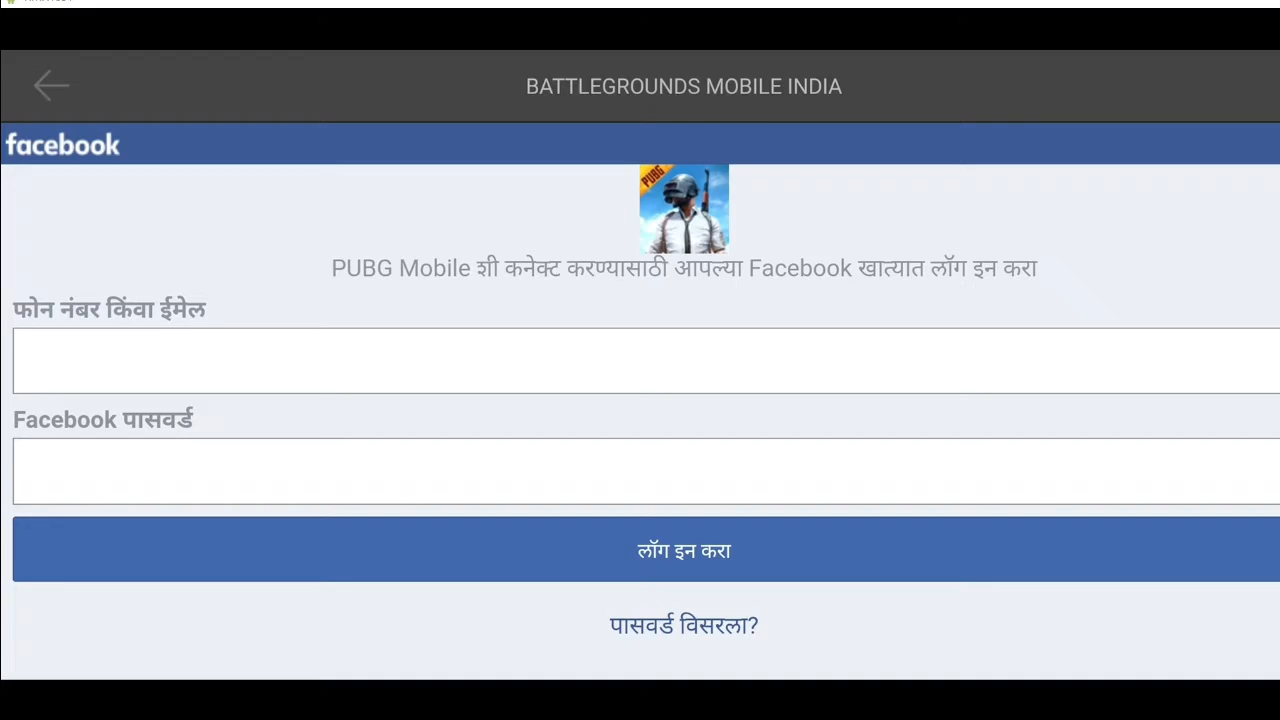 BATTLEGROUNDS MOBILE INDIA
facebook
PUBG
PUBG Mobile शी कनेक्ट करण्यासाठी आपल्या Facebook खात्यात लॉग इन करा
फोन नंबर किंवा ईमेल
Facebook पासवर्ड
लॉग इन करा
पासवर्ड विसरला?